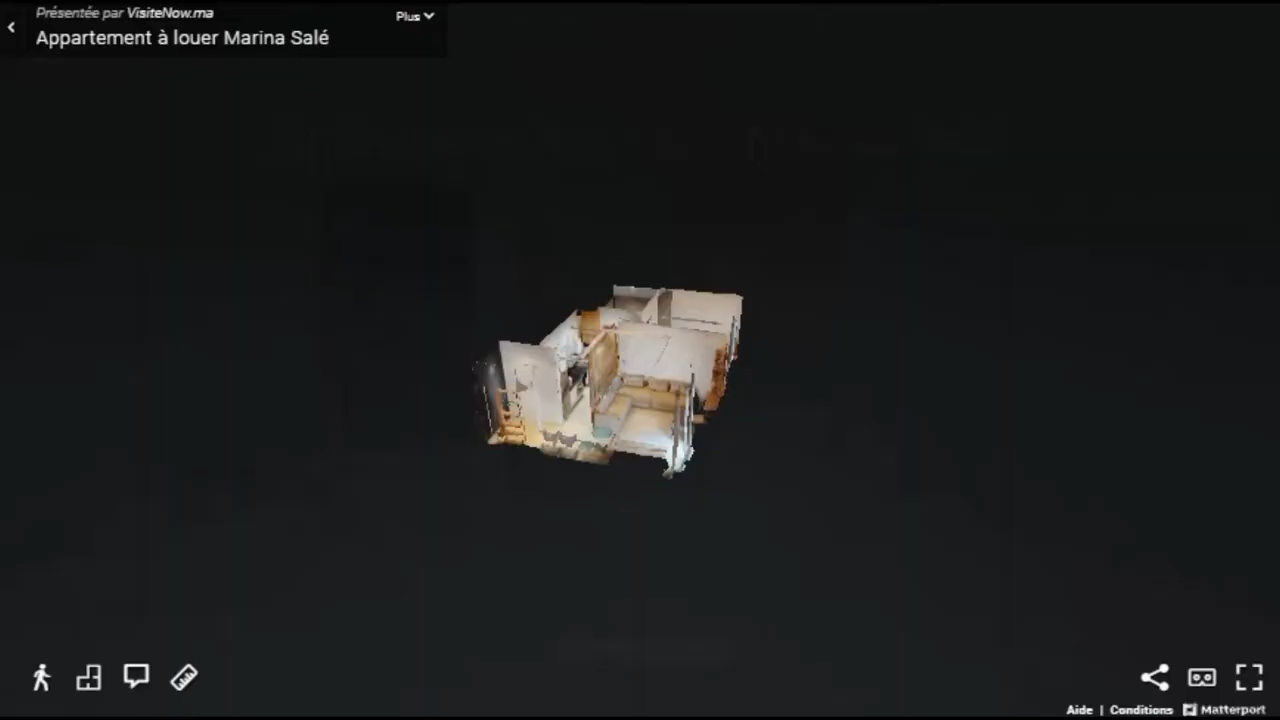 Présentée par VisiteNow.ma
Plus
Appartement à louer Marina Salé
Aide | Conditions Matterport